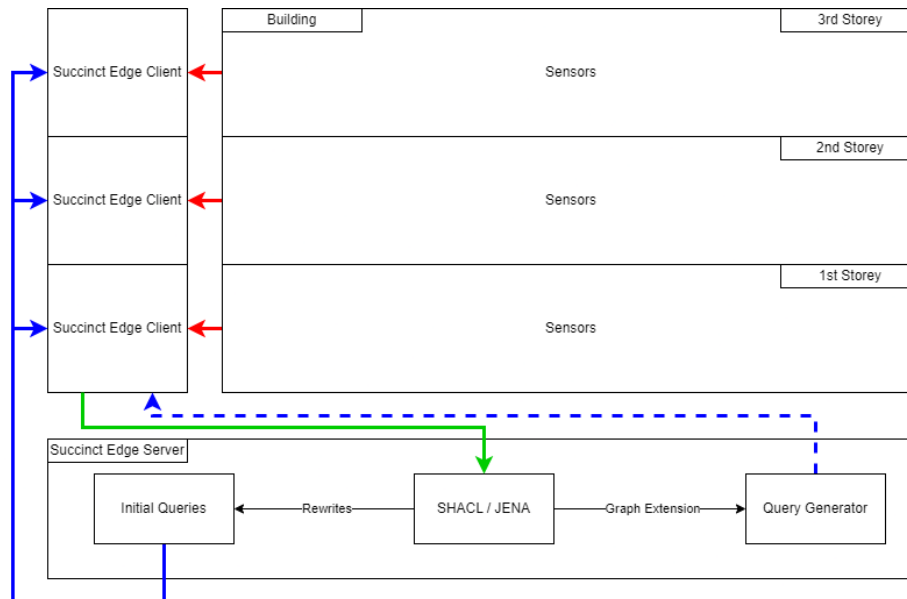 Building
3rd Storey
Succinct Edge Client
Sensors
2nd Storey
Succinct Edge Client
Sensors
1st Storey
Succinct Edge Client
Sensors
Succinct Edge Server
Initial Queries
Rewrites
SHACL / JENA
Graph Extension
Query Generator